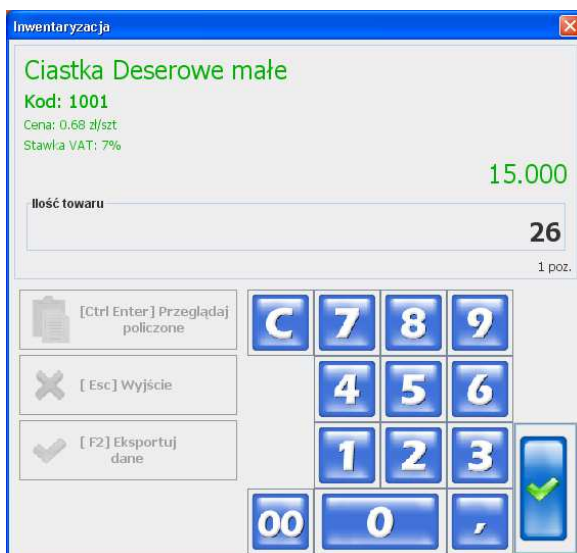 Inwentaryzacja
Ciastka Deserowe małe
Kod: 1001
Cena: 0.68 zł/szt
Stawka VAT: 7%
15.000
Ilość towaru
26
1 poz.
[Ctrl Enter] Przeglądaj
policzone
C 7 8 9
[ Esc] Wyjście
4 5 6
[ F2] Eksportuj
dane
1 2 3
00 0 ,